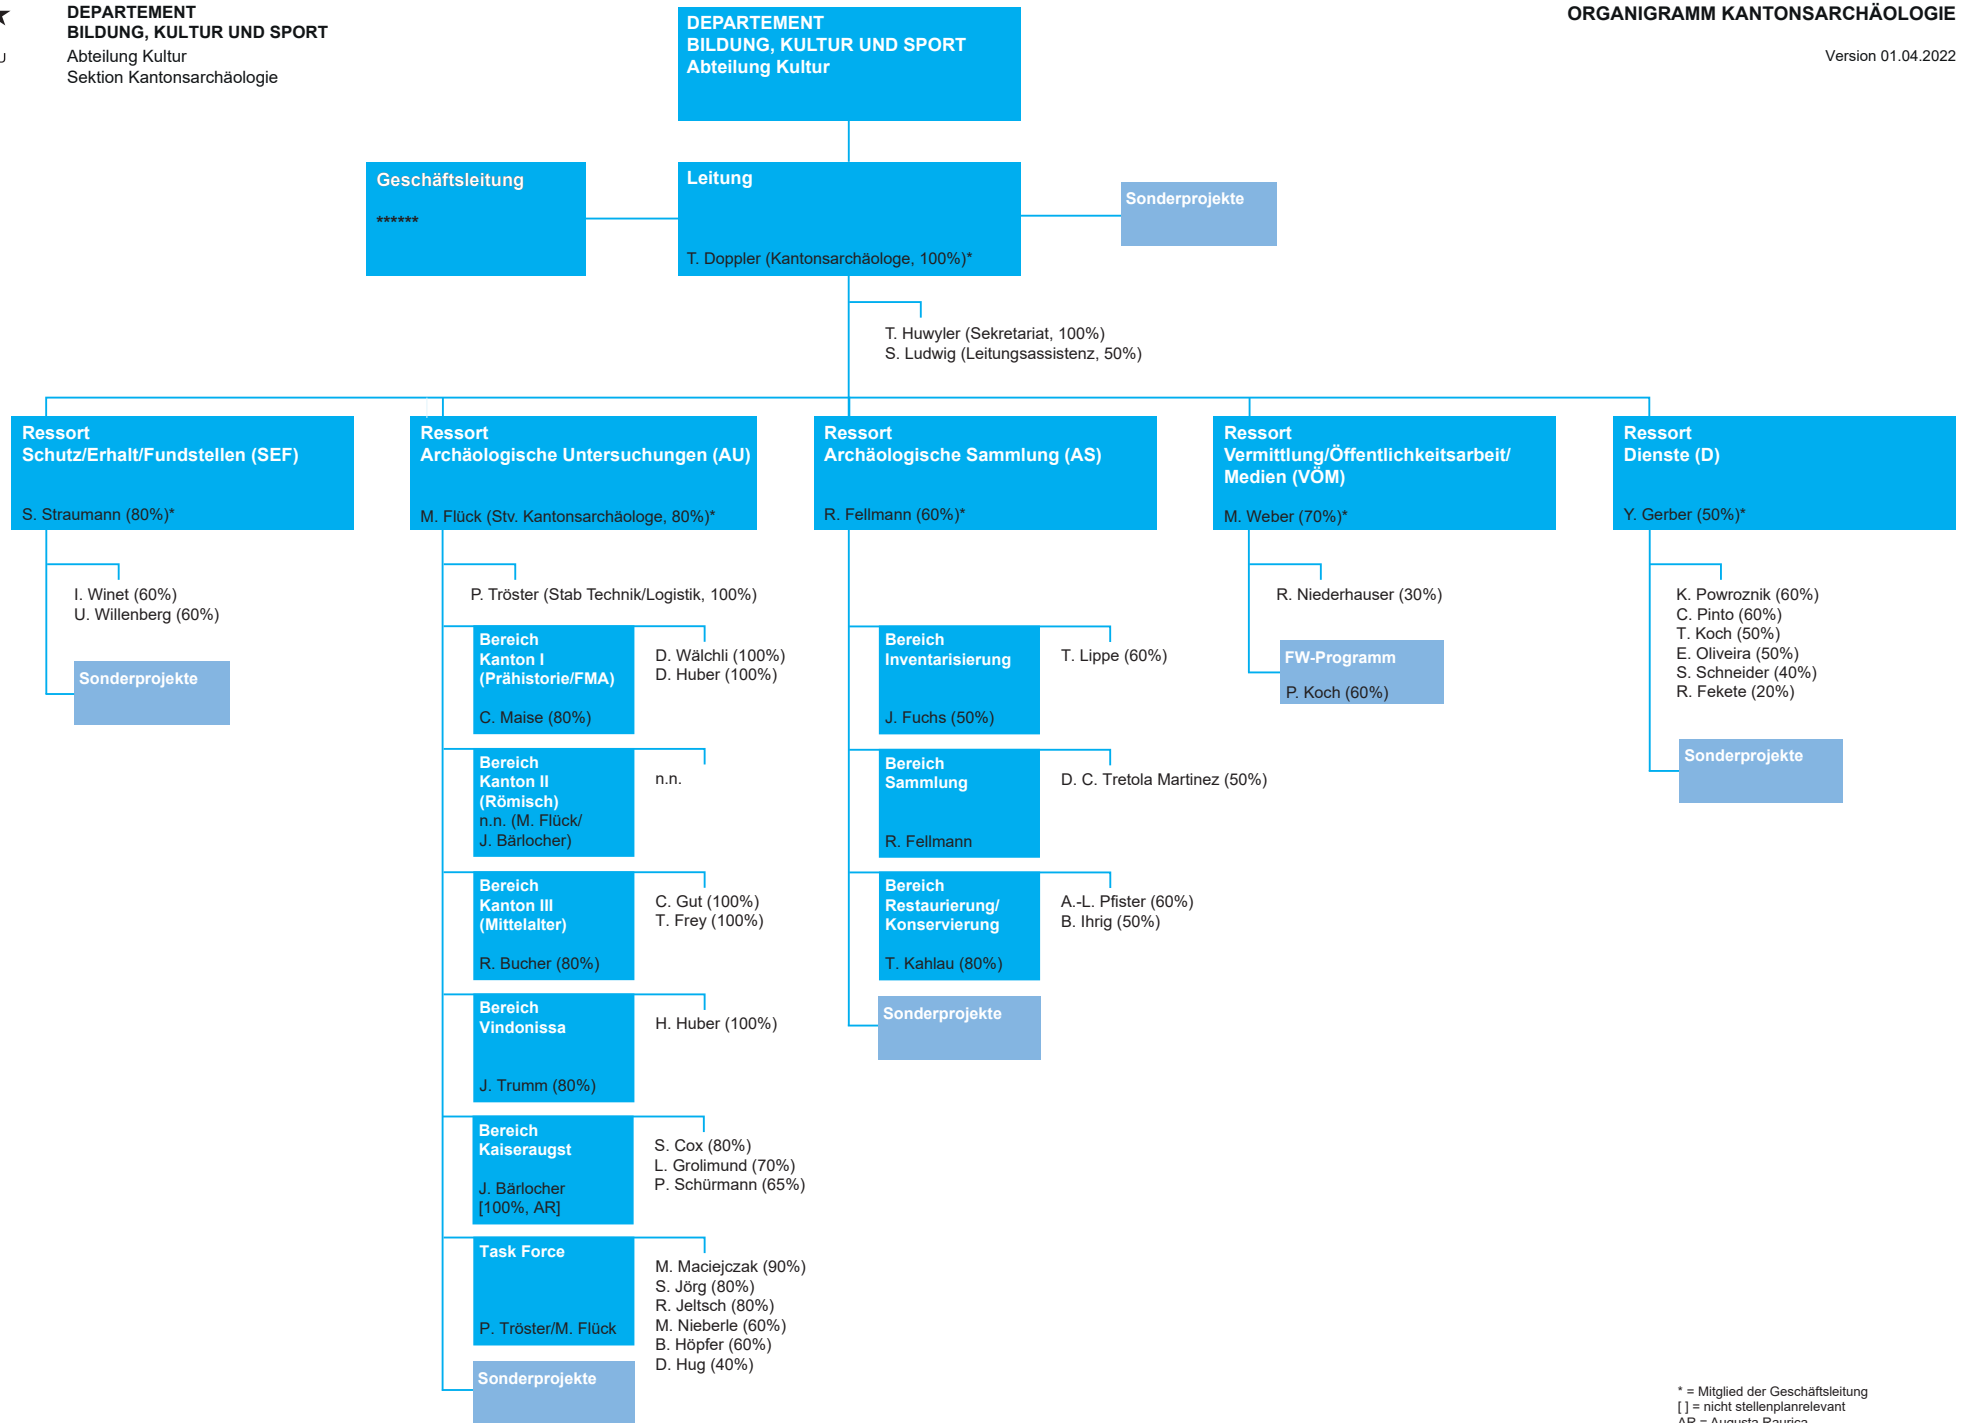 DEPARTEMENT
BILDUNG, KULTUR UND SPORT
Abteilung Kultur
Sektion Kantonsarchäologie
U
DEPARTEMENT
BILDUNG, KULTUR UND SPORT
Abteilung Kultur
ORGANIGRAMM KANTONSARCHÄOLOGIE
Version 01.04.2022
Geschäftsleitung
******
Leitung
T. Doppler (Kantonsarchäologe, 100%)*
Sonderprojekte
T. Huwyler (Sekretariat, 100%)
S. Ludwig (Leitungsassistenz, 50%)
Ressort
Schutz/Erhalt/Fundstellen (SEF)
S. Straumann (80%)*
I. Winet (60%)
U. Willenberg (60%)
Sonderprojekte
Ressort
Archäologische Untersuchungen (AU)
M. Flück (Stv. Kantonsarchäologe, 80%)*
P. Tröster (Stab Technik/Logistik, 100%)
Bereich
Kanton I
(Prähistorie/FMA)
C. Maise (80%)
D. Wälchli (100%)
D. Huber (100%)
Bereich
Kanton II
(Römisch)
n.n. (M. Flück/
J. Bärlocher)
n.n.
Bereich
Kanton III
(Mittelalter)
R. Bucher (80%)
C. Gut (100%)
T. Frey (100%)
Bereich
Vindonissa
J. Trumm (80%)
H. Huber (100%)
Bereich
Kaiseraugst
J. Bärlocher
[100%, AR]
S. Cox (80%)
L. Grolimund (70%)
P. Schürmann (65%)
Task Force
P. Tröster/M. Flück
M. Maciejczak (90%)
S. Jörg (80%)
R. Jeltsch (80%)
M. Nieberle (60%)
B. Höpfer (60%)
D. Hug (40%)
Sonderprojekte
Ressort
Archäologische Sammlung (AS)
R. Fellmann (60%)*
Bereich
Inventarisierung
J. Fuchs (50%)
T. Lippe (60%)
Bereich
Sammlung
R. Fellmann
D. C. Tretola Martinez (50%)
Bereich
Restaurierung/
Konservierung
T. Kahlau (80%)
A.-L. Pfister (60%)
B. Ihrig (50%)
Sonderprojekte
Ressort
Vermittlung/Öffentlichkeitsarbeit/
Medien (VÖM)
M. Weber (70%)*
R. Niederhauser (30%)
FW-Programm
P. Koch (60%)
Ressort
Dienste (D)
Y. Gerber (50%)*
K. Powroznik (60%)
C. Pinto (60%)
T. Koch (50%)
E. Oliveira (50%)
S. Schneider (40%)
R. Fekete (20%)
Sonderprojekte
* = Mitglied der Geschäftsleitung
[ ] = nicht stellenplanrelevant
AR = Augusta Raurica